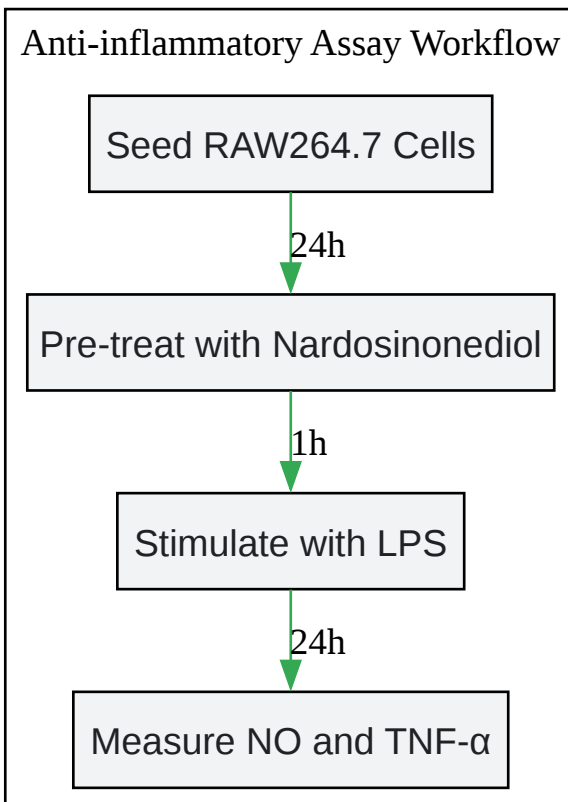 Anti-inflammatory Assay Workflow
Seed RAW264.7 Cells
24h
Pre-treat with Nardosinonediol
1h
Stimulate with LPS
24h
Measure NO and TNF-α